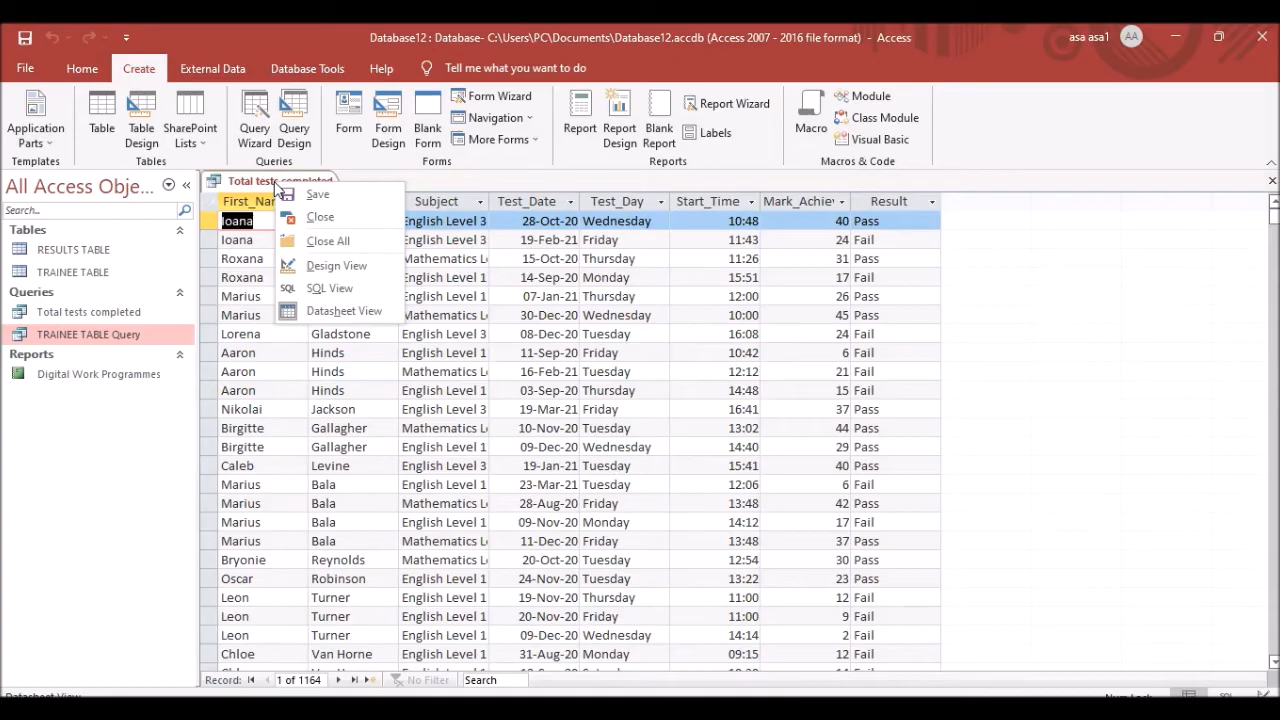 Database12 : Database- C:\Users\PC\Documents\Database12.accdb (Access 2007 - 2016 file format) - Access
asa asa1 AA
File Home Create External Data Database Tools Help Tell me what you want to do
Application Parts
Templates
Table
Table Design
SharePoint Lists
Tables
Query Wizard
Query Design
Queries
Form
Form Design
Blank Form
Form Wizard
Navigation
More Forms
Forms
Report
Report Design
Blank Report
Report Wizard
Labels
Reports
Macro
Module
Class Module
Visual Basic
Macros & Code
All Access Obje...
Search...
Tables
RESULTS TABLE
TRAINEE TABLE
Queries
Total tests completed
TRAINEE TABLE Query
Reports
Digital Work Programmes
Total tests completed
Save
Close
Close All
Design View
SQL SQL View
Datasheet View
First_Na Subject Test_Date Test_Day Start_Time Mark_Achie Result
Ioana English Level 3 28-Oct-20 Wednesday 10:48 40 Pass
Ioana English Level 3 19-Feb-21 Friday 11:43 24 Fail
Roxana Mathematics L 15-Oct-20 Thursday 11:26 31 Pass
Roxana Mathematics L 14-Sep-20 Monday 15:51 17 Fail
Marius English Level 1 07-Jan-21 Thursday 12:00 26 Pass
Marius English Level 1 30-Dec-20 Wednesday 10:00 45 Pass
Lorena Gladstone English Level 3 08-Dec-20 Tuesday 16:08 24 Fail
Aaron Hinds English Level 1 11-Sep-20 Friday 10:42 6 Fail
Aaron Hinds Mathematics L 16-Feb-21 Tuesday 12:12 21 Fail
Aaron Hinds English Level 1 03-Sep-20 Thursday 14:48 15 Fail
Nikolai Jackson English Level 3 19-Mar-21 Friday 16:41 37 Pass
Birgitte Gallagher Mathematics L 10-Nov-20 Tuesday 13:02 44 Pass
Birgitte Gallagher English Level 1 09-Dec-20 Wednesday 14:40 29 Pass
Caleb Levine English Level 3 19-Jan-21 Tuesday 15:41 40 Pass
Marius Bala English Level 1 23-Mar-21 Tuesday 12:06 6 Fail
Marius Bala Mathematics L 28-Aug-20 Friday 13:48 42 Pass
Marius Bala English Level 1 09-Nov-20 Monday 14:12 17 Fail
Marius Bala Mathematics L 11-Dec-20 Friday 13:48 37 Pass
Bryonie Reynolds Mathematics L 20-Oct-20 Tuesday 12:54 30 Pass
Oscar Robinson English Level 1 24-Nov-20 Tuesday 13:22 23 Pass
Leon Turner English Level 1 19-Nov-20 Thursday 11:00 12 Fail
Leon Turner English Level 1 20-Nov-20 Friday 11:00 9 Fail
Leon Turner English Level 1 09-Dec-20 Wednesday 14:14 2 Fail
Chloe Van Horne English Level 1 31-Aug-20 Monday 09:15 12 Fail
Record: 1 of 1164 No Filter Search